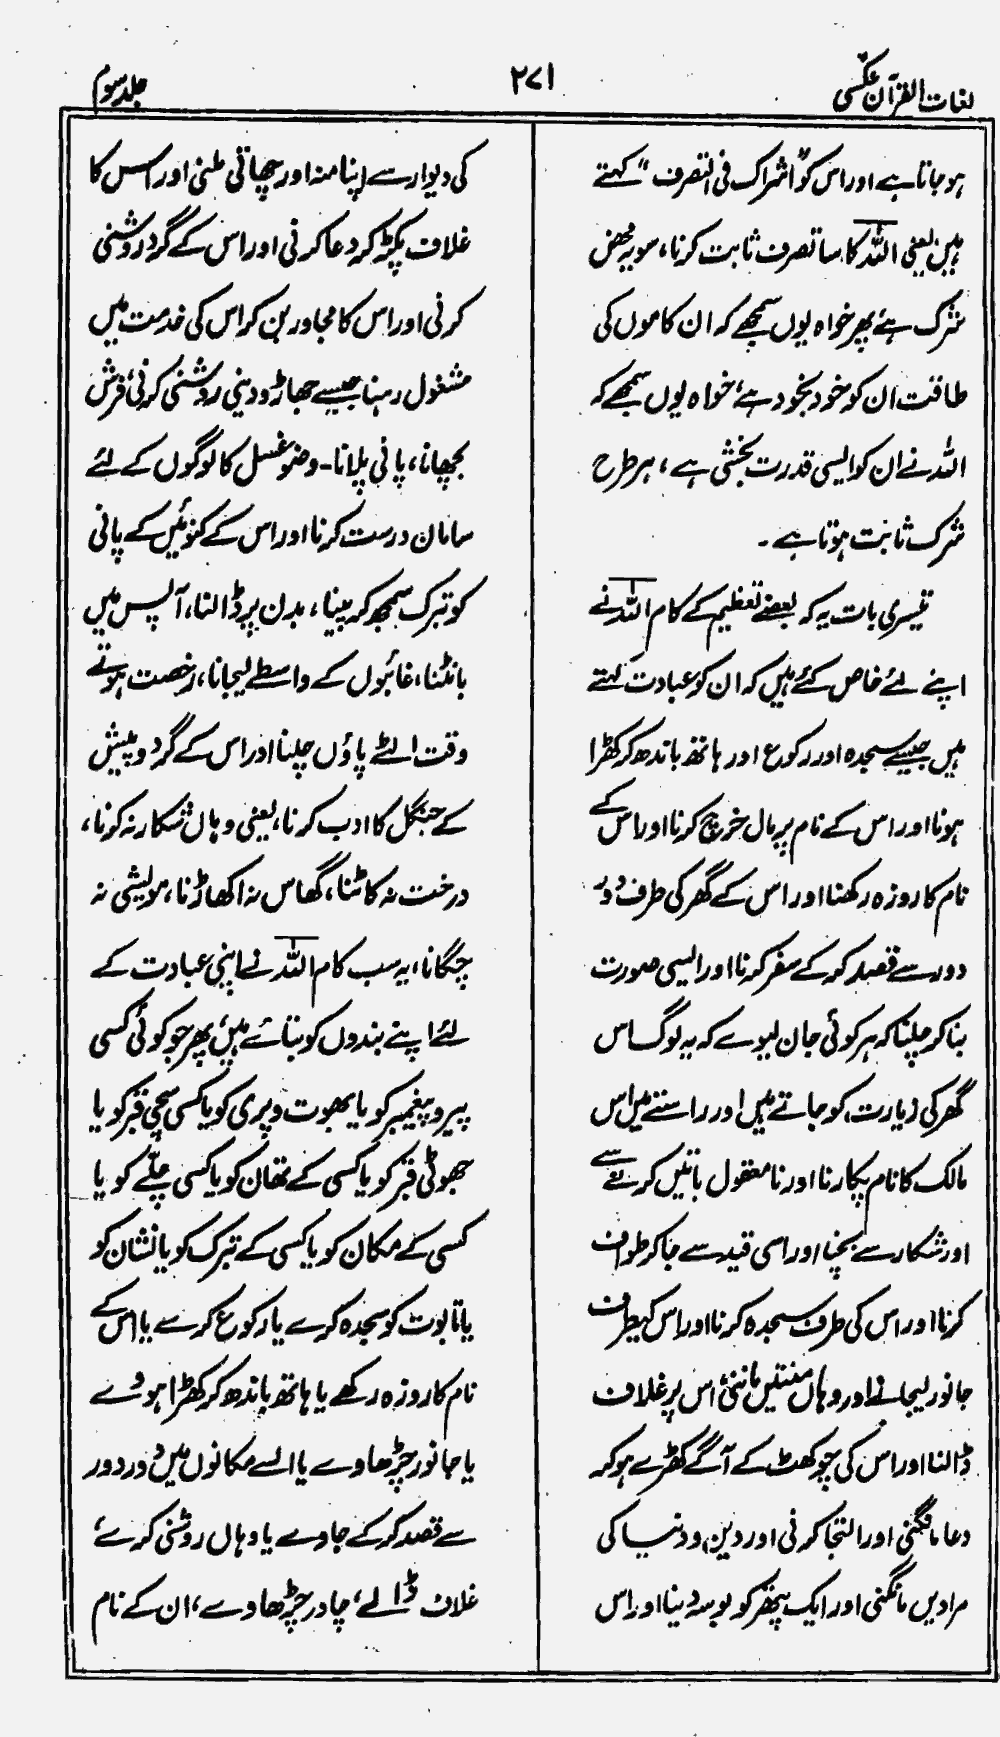 لغات القرآن عکسی
۲۷۱
جلد سوم
ہو جاتا ہے اور اس کو "اشراک فی التصرف" کہتے
ہیں یعنی اللہ کا سا تصرف ثابت کرنا، سو یہ محض
شرک ہے پھر خواہ یوں سمجھے کہ ان کاموں کی
طاقت ان کو خود بخود ہے، خواہ یوں سمجھے کہ
اللہ نے ان کو ایسی قدرت بخشی ہے، ہر طرح
شرک ثابت ہوتا ہے۔
تیسری بات یہ کہ بعضے تعظیم کے کام اللہ نے
اپنے لئے خاص کئے ہیں کہ ان کو عبادت کہتے
ہیں جیسے سجدہ اور رکوع اور ہاتھ باندھ کر کھڑا
ہونا اور اس کے نام پر مال خرچ کرنا اور اس کے
نام کا روزہ رکھنا اور اس کے گھر کی طرف دور
دور سے قصد کر کے سفر کرنا اور ایسی صورت
بنا کر چلنا کہ ہر کوئی جان لیوے کہ یہ لوگ اس
گھر کی زیارت کو جاتے ہیں اور راستے میں اس
مالک کا نام پکارنا اور نامعقول باتیں کرنے سے
اور شکار سے بچنا اور اسی قید سے جا کر طواف
کرنا اور اس کی طرف سجدہ کرنا اور اس کیطرف
جانور لیجانے اور وہاں منتیں ماننی، اس پر غلاف
ڈالنا اور اس کی چوکھٹ کے آگے کھڑے ہو کر
دعا مانگنی اور التجا کرنی اور دین و دنیا کی
مرادیں مانگنی اور ایک پتھر کو بوسہ دینا اور اس
کی دیوار سے اپنا منہ اور چھاتی ملنی اور اس کا
غلاف پکڑ کر دعا کرنی اور اس کے گرد روشنی
کرنی اور اس کا مجاور بن کر اس کی خدمت میں
مشغول رہنا جیسے جھاڑو دینی روشنی کرنی، فرش
بچھانا، پانی پلانا۔ وضو غسل کا لوگوں کے لئے
سامان درست کرنا اور اس کے کنوئیں کے پانی
کو تبرک سمجھ کر پینا، بدن پر ڈالنا، آپس میں
بانٹنا، غائبوں کے واسطے لیجانا، رخصت ہوتے
وقت الٹے پاؤں چلنا اور اس کے گرد و پیش
کے جنگل کا ادب کرنا، یعنی وہاں شکار نہ کرنا،
درخت نہ کاٹنا، گھاس نہ اکھاڑنا، مویشی نہ
چگانا، یہ سب کام اللہ نے اپنی عبادت کے
لئے اپنے بندوں کو بتائے ہیں، پھر جو کوئی کسی
پیر و پیغمبر کو یا بھوت و پری کو یا کسی سچی قبر کو یا
جھوٹی قبر کو یا کسی کے تھان کو یا کسی چلّے کو یا
کسی کے مکان کو یا کسی کے تبرک کو یا نشان کو
یا تابوت کو سجدہ کرے یا رکوع کرے یا اس کے
نام کا روزہ رکھے یا ہاتھ باندھ کر کھڑا ہووے
یا جانور چڑھاوے یا ایسے مکانوں میں دور دور
سے قصد کر کے جاوے یا وہاں روشنی کرے،
غلاف ڈالے، چادر چڑھاوے، ان کے نام